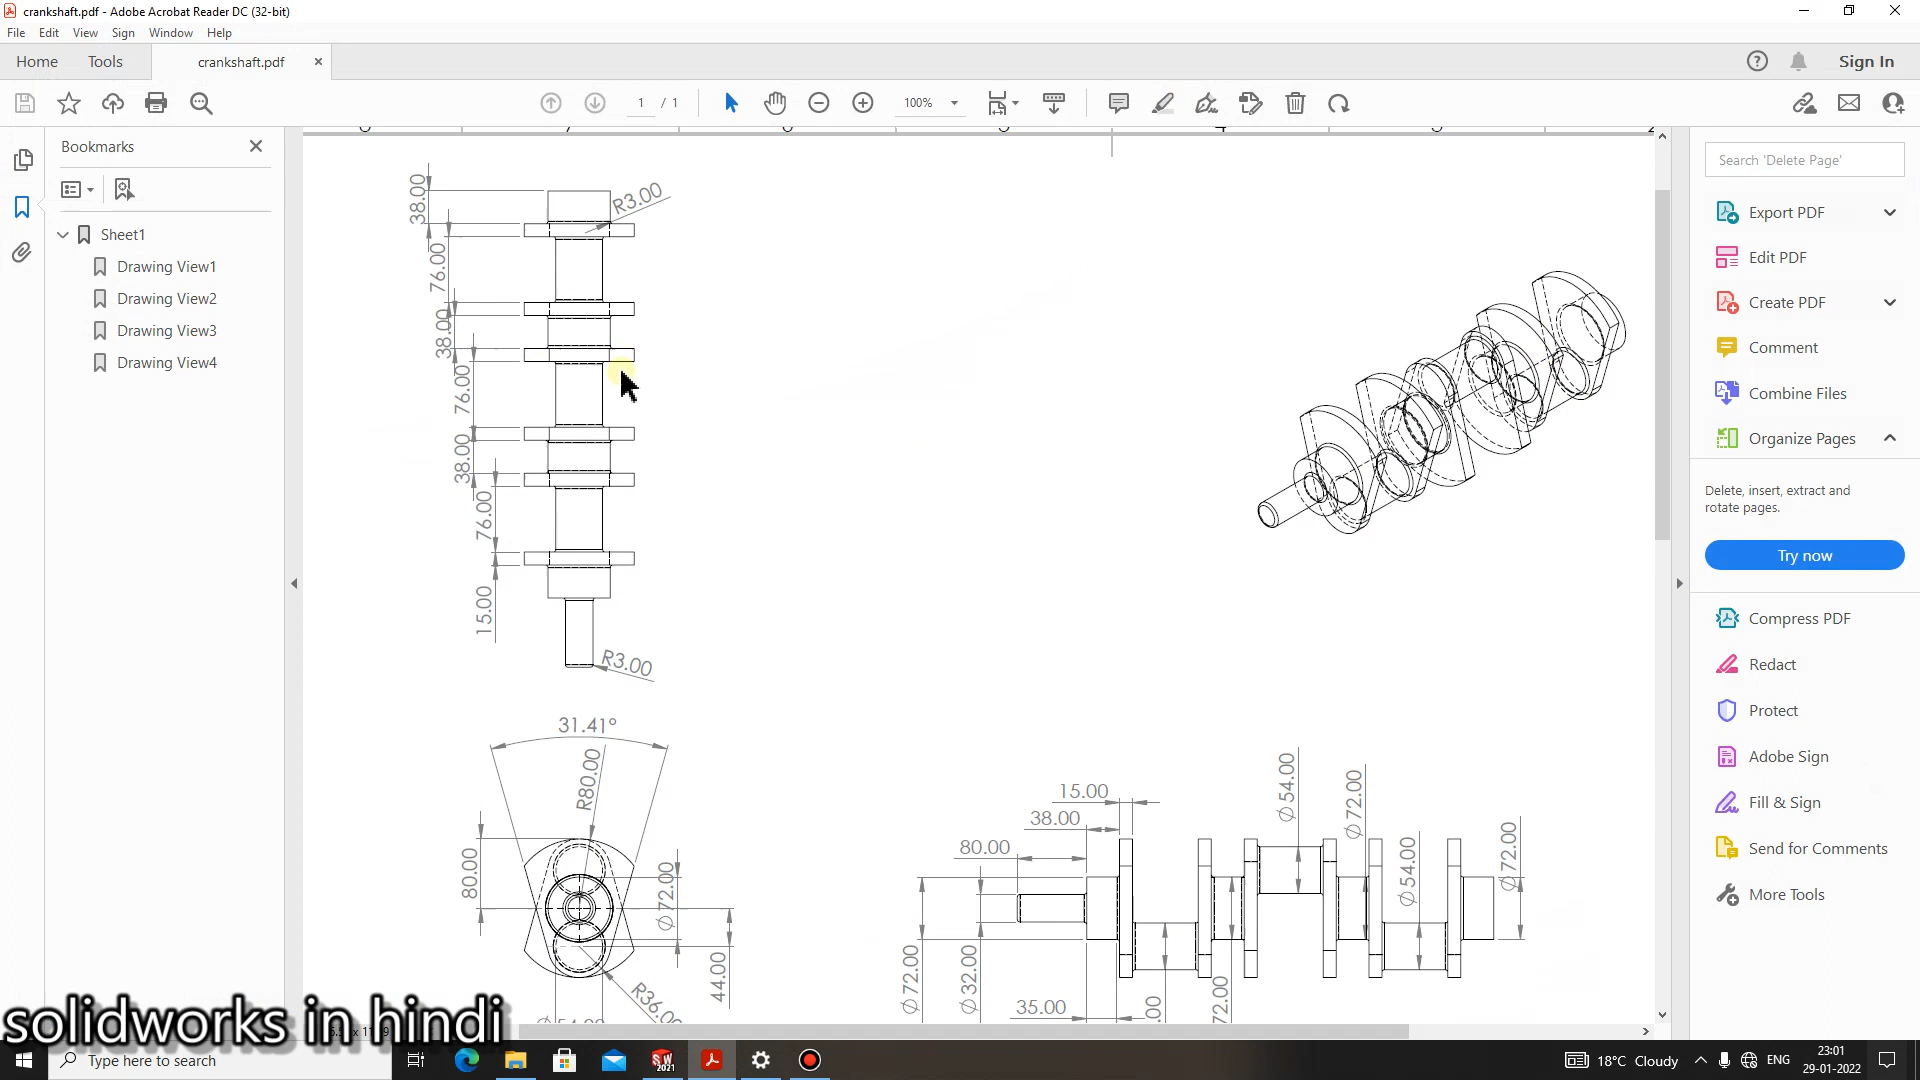 crankshaft.pdf - Adobe Acrobat Reader DC (32-bit)
File Edit View Sign Window Help
Home Tools crankshaft.pdf Sign In
1 / 1 100%
Bookmarks
Sheet1
Drawing View1
Drawing View2
Drawing View3
Drawing View4
38.00
R3.00
76.00
38.00
76.00
38.00
76.00
15.00
R3.00
31.41°
R80.00
80.00
∅72.00
44.00
R36.00
15.00
38.00
80.00
∅54.00
∅72.00
∅54.00
∅72.00
∅72.00
∅32.00
35.00
Search 'Delete Page'
Export PDF
Edit PDF
Create PDF
Comment
Combine Files
Organize Pages
Delete, insert, extract and
rotate pages.
Try now
Compress PDF
Redact
Protect
Adobe Sign
Fill & Sign
Send for Comments
More Tools
solidworks in hindi
Type here to search
SW
2021
18°C Cloudy
ENG
23:01
29-01-2022